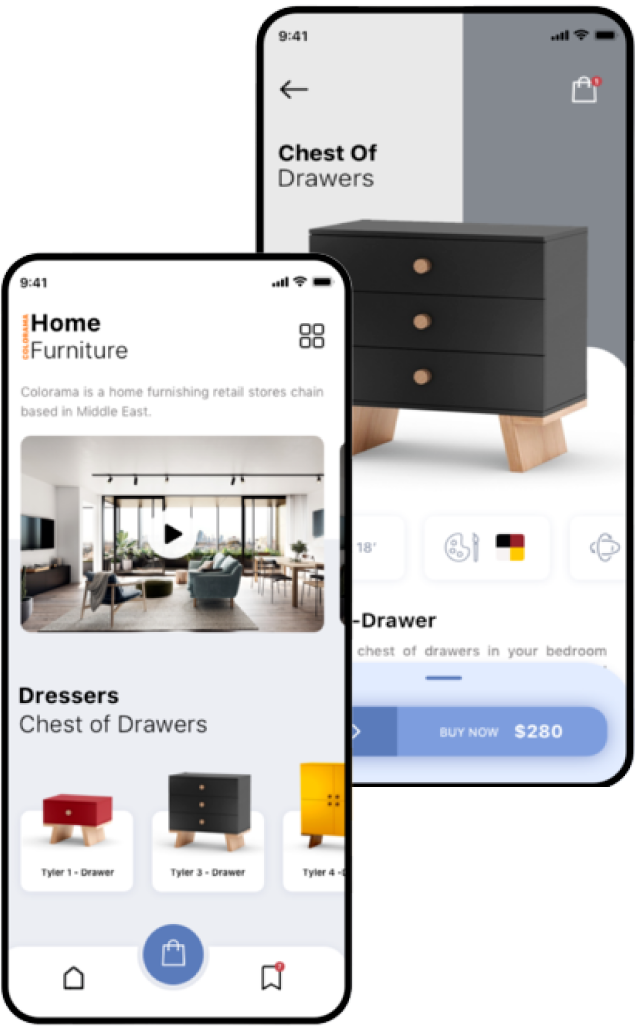 9:41
1
Chest Of
Drawers
18'
-Drawer
chest of drawers in your bedroom
BUY NOW $280
9:41
COLORAMA
Home
Furniture
Colorama is a home furnishing retail stores chain
based in Middle East.
Dressers
Chest of Drawers
Tyler 1 - Drawer
Tyler 3 - Drawer
Tyler 4 -